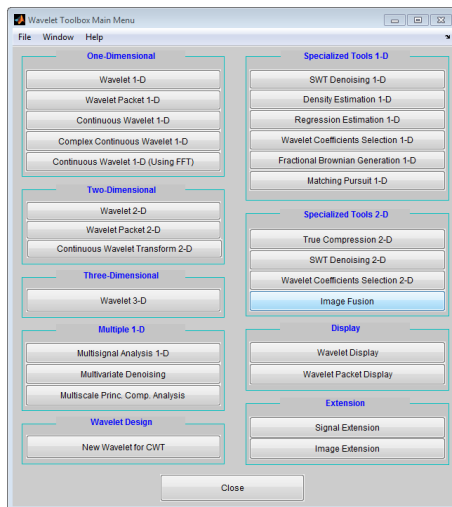 Wavelet Toolbox Main Menu
File Window Help
One-Dimensional
Wavelet 1-D
Wavelet Packet 1-D
Continuous Wavelet 1-D
Complex Continuous Wavelet 1-D
Continuous Wavelet 1-D (Using FFT)
Two-Dimensional
Wavelet 2-D
Wavelet Packet 2-D
Continuous Wavelet Transform 2-D
Three-Dimensional
Wavelet 3-D
Multiple 1-D
Multisignal Analysis 1-D
Multivariate Denoising
Multiscale Princ. Comp. Analysis
Wavelet Design
New Wavelet for CWT
Specialized Tools 1-D
SWT Denoising 1-D
Density Estimation 1-D
Regression Estimation 1-D
Wavelet Coefficients Selection 1-D
Fractional Brownian Generation 1-D
Matching Pursuit 1-D
Specialized Tools 2-D
True Compression 2-D
SWT Denoising 2-D
Wavelet Coefficients Selection 2-D
Image Fusion
Display
Wavelet Display
Wavelet Packet Display
Extension
Signal Extension
Image Extension
Close